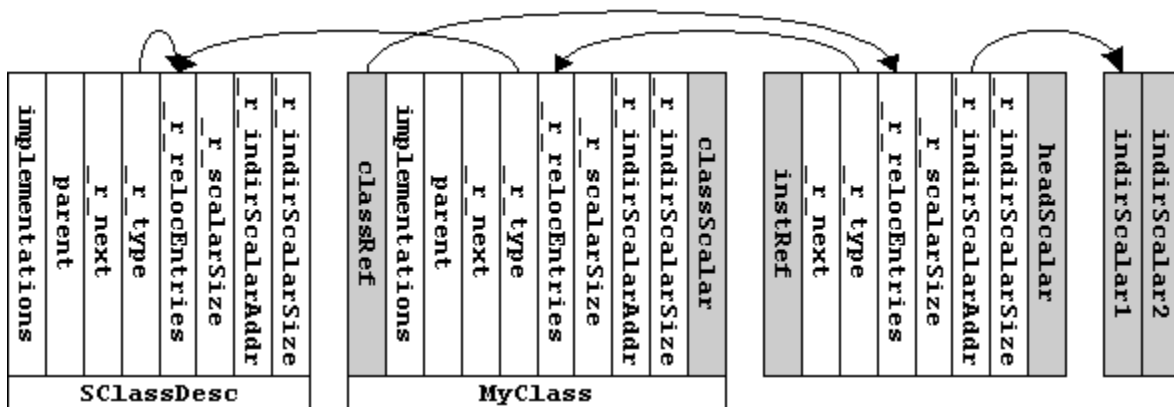 implementations
parent
_r_next
_r_type
_r_relocEntries
_r_scalarSize
_r_indirScalarAddr
_r_indirScalarSize
SClassDesc
classRef
implementations
parent
_r_next
_r_type
_r_relocEntries
_r_scalarSize
_r_indirScalarAddr
_r_indirScalarSize
classScalar
MyClass
instRef
_r_next
_r_type
_r_relocEntries
_r_scalarSize
_r_indirScalarAddr
_r_indirScalarSize
headScalar
indirScalar1
indirScalar2